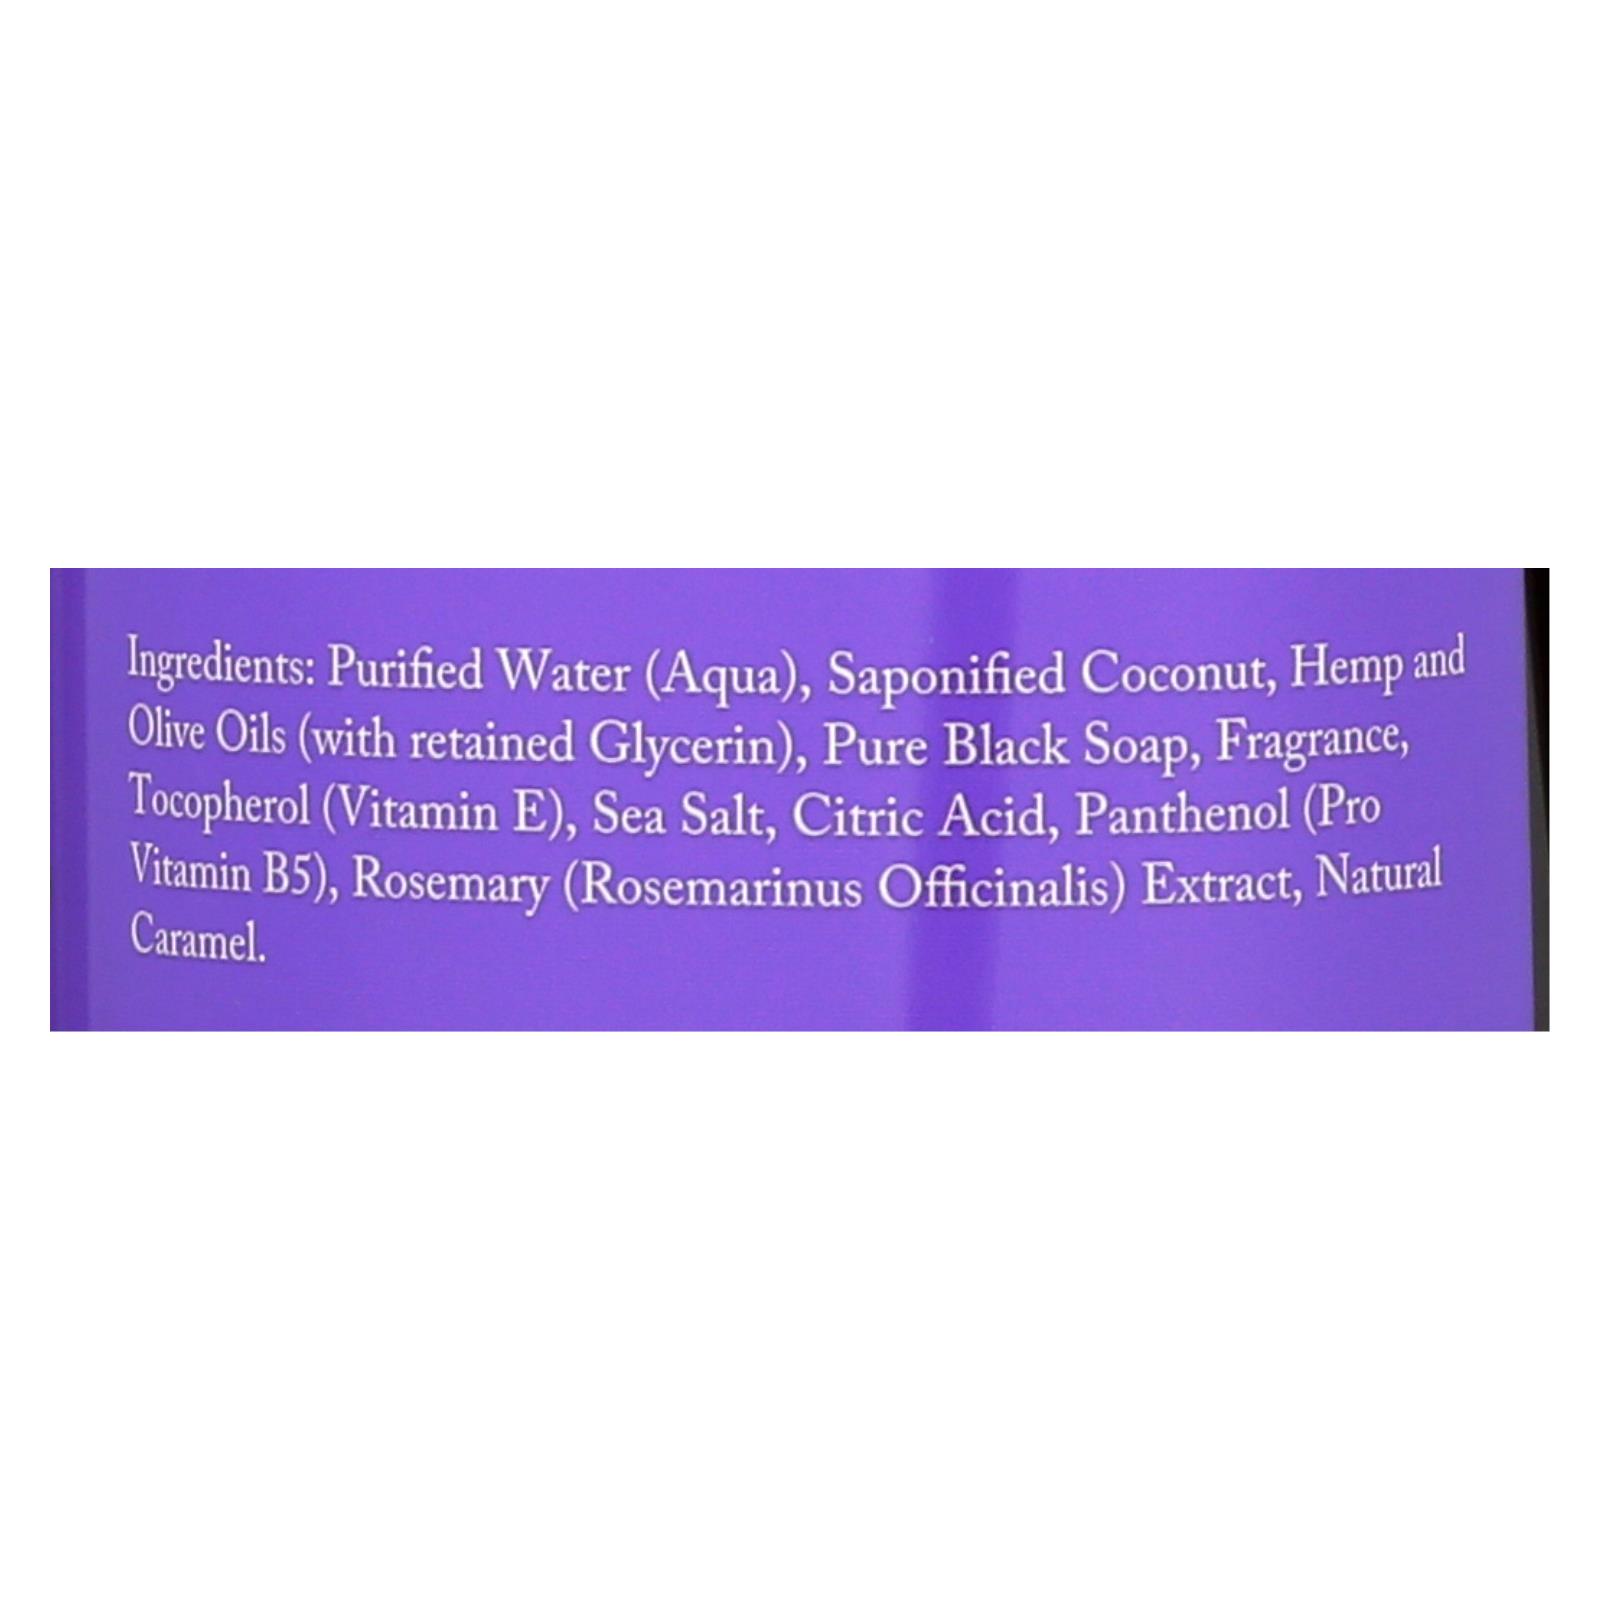 Ingredients: Purified Water (Aqua), Saponified Coconut, Hemp and
Olive Oils (with retained Glycerin), Pure Black Soap, Fragrance,
Tocopherol (Vitamin E), Sea Salt, Citric Acid, Panthenol (Pro
Vitamin B5), Rosemary (Rosemarinus Officinalis) Extract, Natural
Caramel.